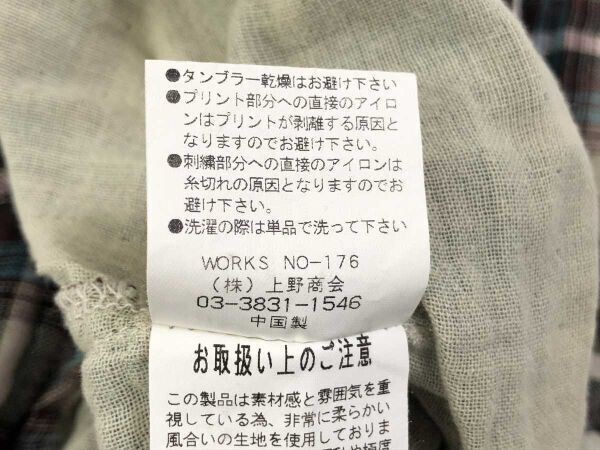 ●タンブラー乾燥はお避け下さい
●プリント部分への直接のアイロ
ンはプリントが剥離する原因と
なりますのでお避け下さい。
●刺繍部分への直接のアイロンは
糸切れの原因となりますのでお
避け下さい。
●洗濯の際は単品で洗って下さい
WORKS NO-176
(株)上野商会
03-3831-1546
中国製
お取扱い上のご注意
この製品は素材感と雰囲気を重
視している為、非常に柔らかい
風合いの生地を使用しておりま